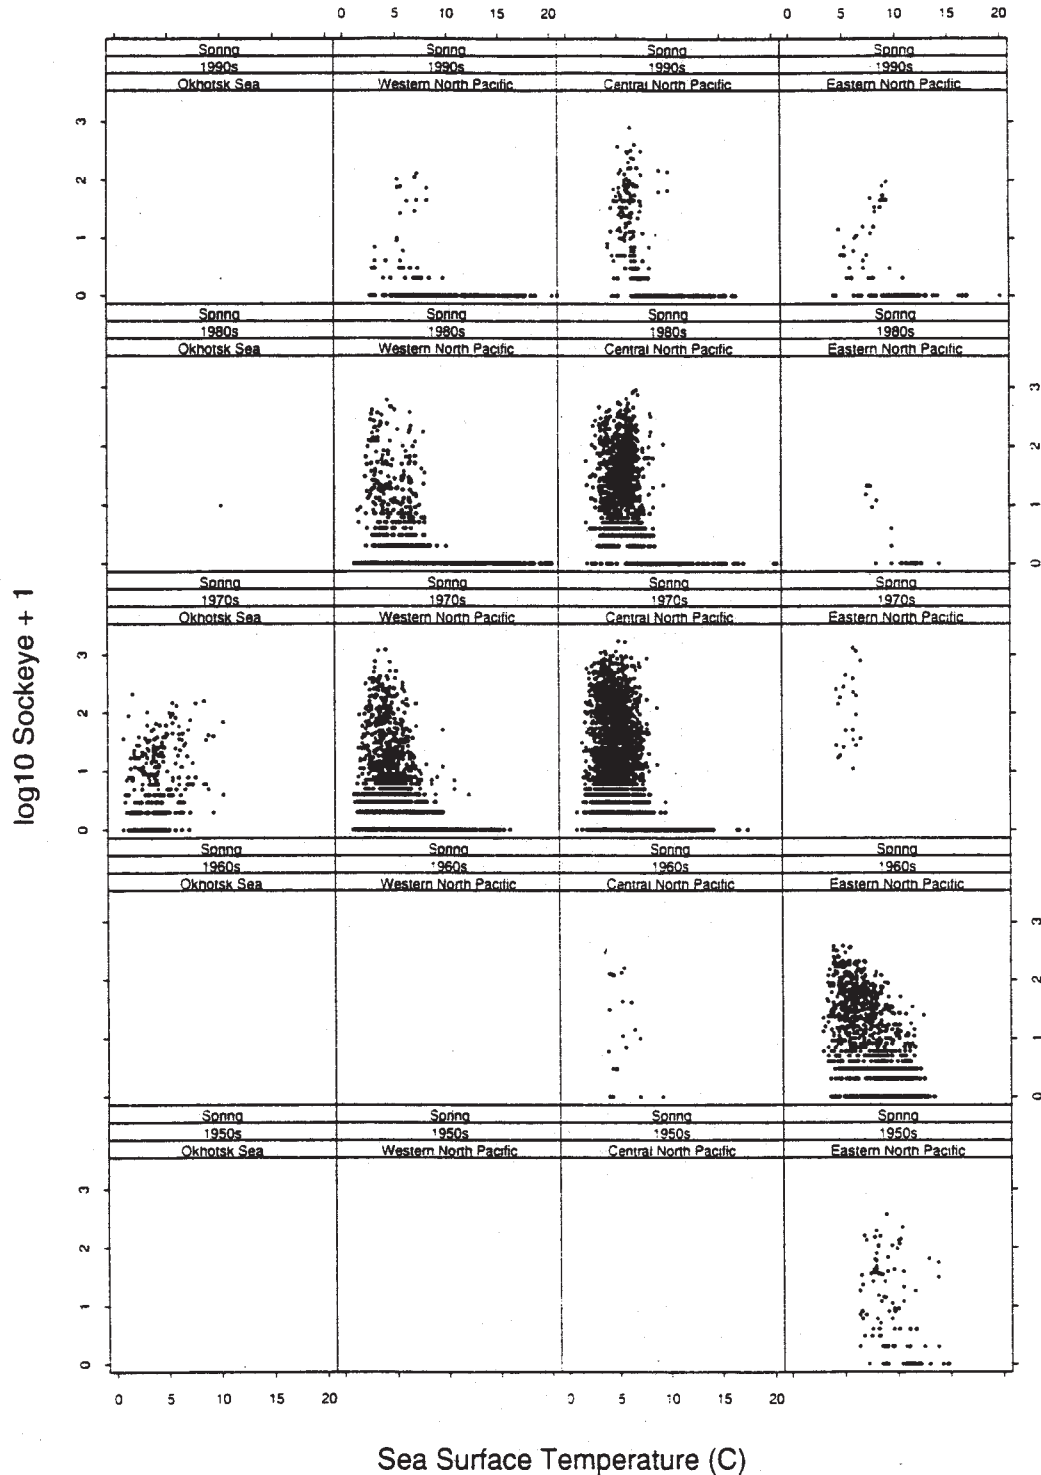 0 5 10 15 20 0 5 10 15 20
Spring Spring Spring Spring
1990s 1990s 1990s 1990s
Okhotsk Sea Western North Pacific Central North Pacific Eastern North Pacific
3
2
1
0
Spring Spring Spring Spring
1980s 1980s 1980s 1980s
Okhotsk Sea Western North Pacific Central North Pacific Eastern North Pacific
3
2
1
0
Spring Spring Spring Spring
1970s 1970s 1970s 1970s
Okhotsk Sea Western North Pacific Central North Pacific Eastern North Pacific
3
2
1
0
log10 Sockeye + 1
Spring Spring Spring Spring
1960s 1960s 1960s 1960s
Okhotsk Sea Western North Pacific Central North Pacific Eastern North Pacific
3
2
1
0
Spring Spring Spring Spring
1950s 1950s 1950s 1950s
Okhotsk Sea Western North Pacific Central North Pacific Eastern North Pacific
3
2
1
0
0 5 10 15 20 0 5 10 15 20
Sea Surface Temperature (C)